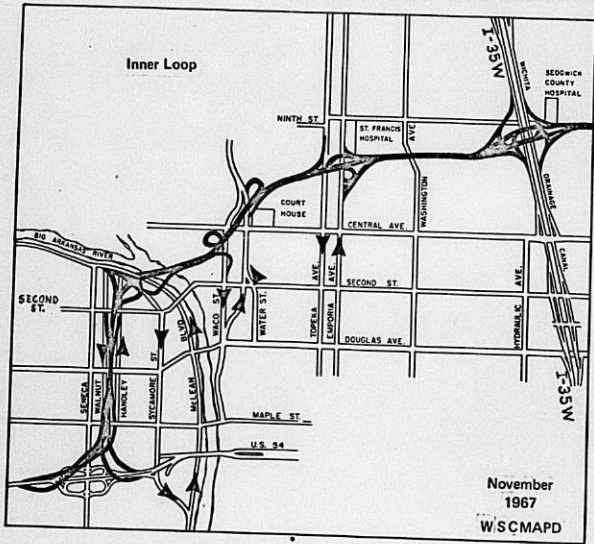 Inner Loop
I-35W
WICHITA
SEDGWICK
COUNTY
HOSPITAL
NINTH ST.
ST. FRANCIS
HOSPITAL
AVE
WASHINGTON
COURT
HOUSE
CENTRAL AVE.
DRAINAGE
CANAL
BIG ARKANSAS RIVER
SECOND
ST.
SECOND ST.
WACO ST.
WATER ST.
TOPEKA AVE.
EMPORIA AVE.
HYDRAULIC AVE.
DOUGLAS AVE.
I-35W
SENECA
WALNUT
HANDLEY
SYCAMORE ST.
McLEAN BLVD.
MAPLE ST.
U.S. 54
November
1967
WSCMAPD